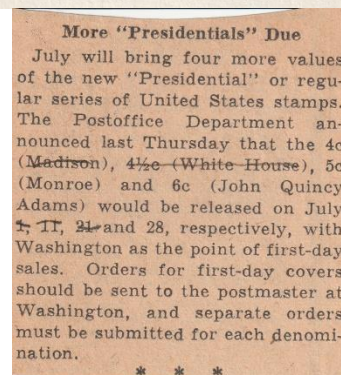 More "Presidentials" Due
July will bring four more values
of the new "Presidential" or regu-
lar series of United States stamps.
The Postoffice Department an-
nounced last Thursday that the 4c
(Madison), 4½c (White House), 5c
(Monroe) and 6c (John Quincy
Adams) would be released on July
1, 11, 21 and 28, respectively, with
Washington as the point of first-day
sales. Orders for first-day covers
should be sent to the postmaster at
Washington, and separate orders
must be submitted for each denomi-
nation.
* * *